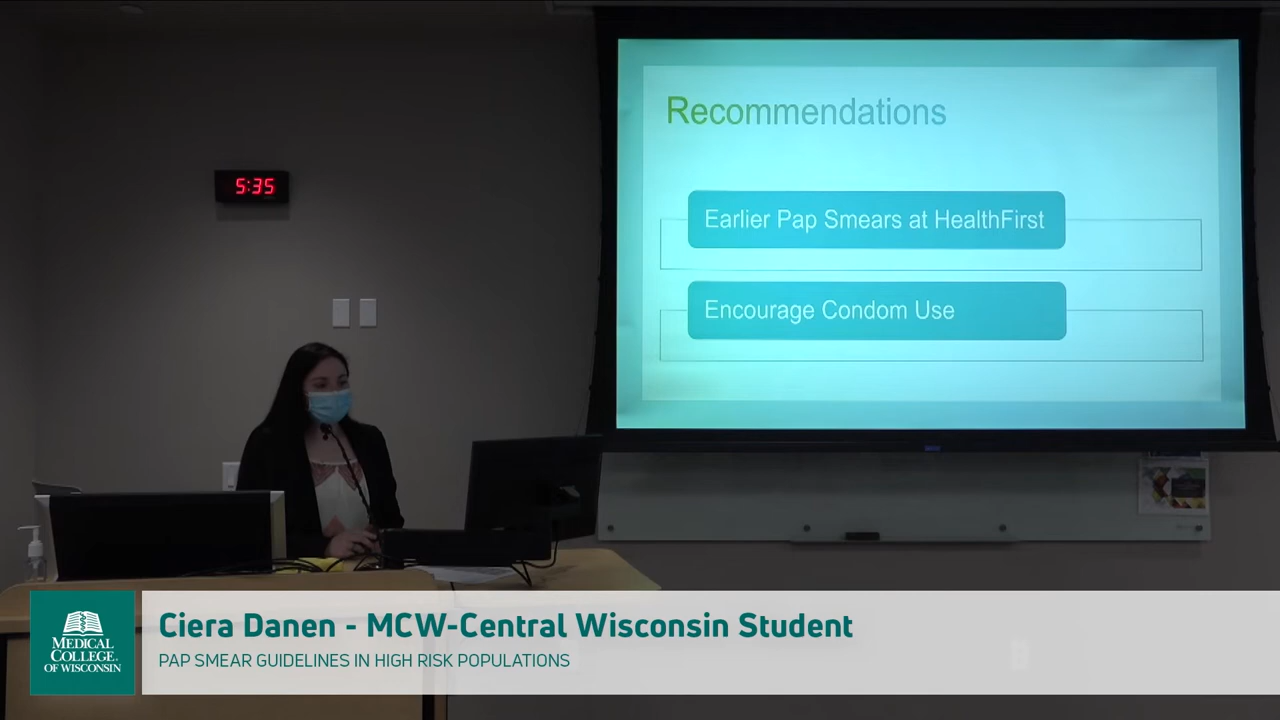 Recommendations
5:35
Earlier Pap Smears at HealthFirst
Encourage Condom Use
Ciera Danen - MCW-Central Wisconsin Student
PAP SMEAR GUIDELINES IN HIGH RISK POPULATIONS
MEDICAL
COLLEGE
OF WISCONSIN